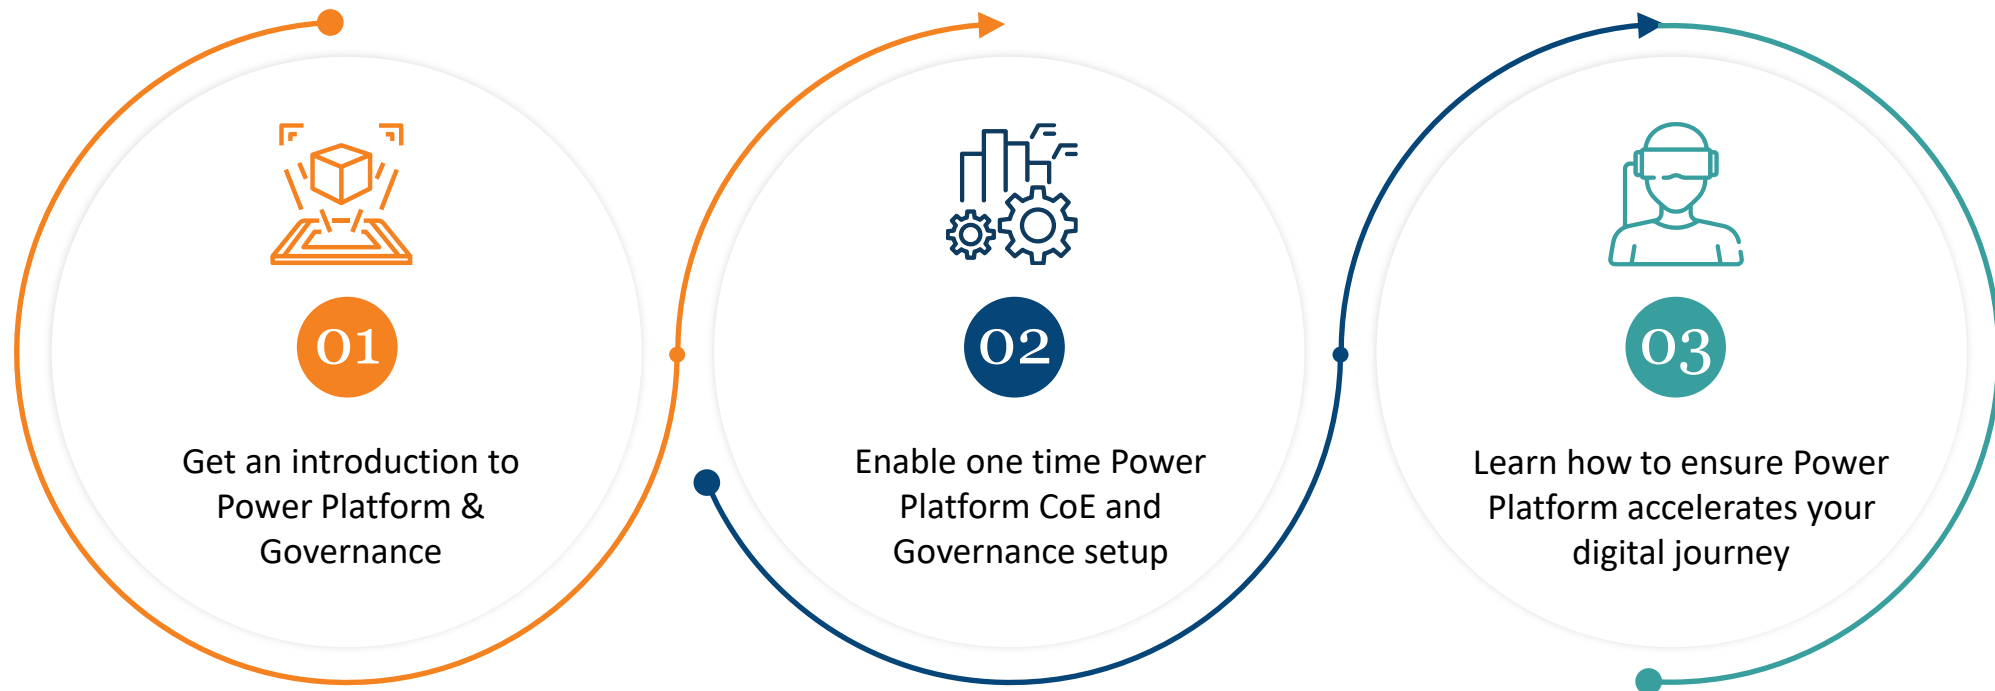 01
Get an introduction to
Power Platform &
Governance
02
Enable one time Power
Platform CoE and
Governance setup
03
Learn how to ensure Power
Platform accelerates your
digital journey